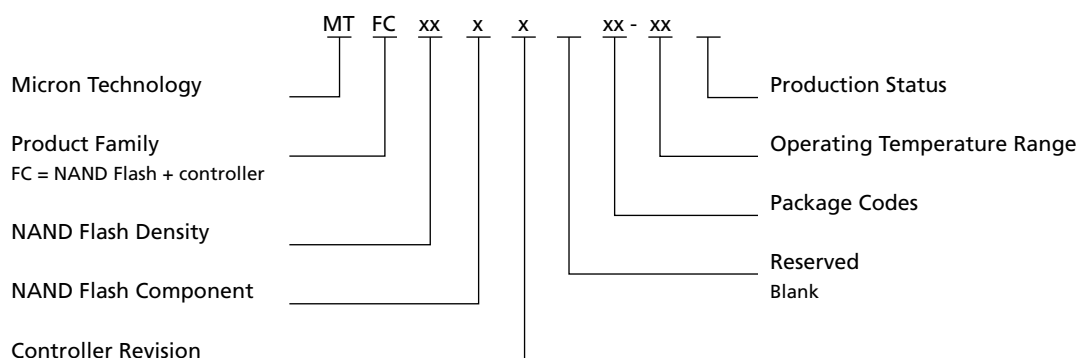 MT FC xx x x xx - xx
Micron Technology
Product Family
FC = NAND Flash + controller
NAND Flash Density
NAND Flash Component
Controller Revision
Production Status
Operating Temperature Range
Package Codes
Reserved
Blank